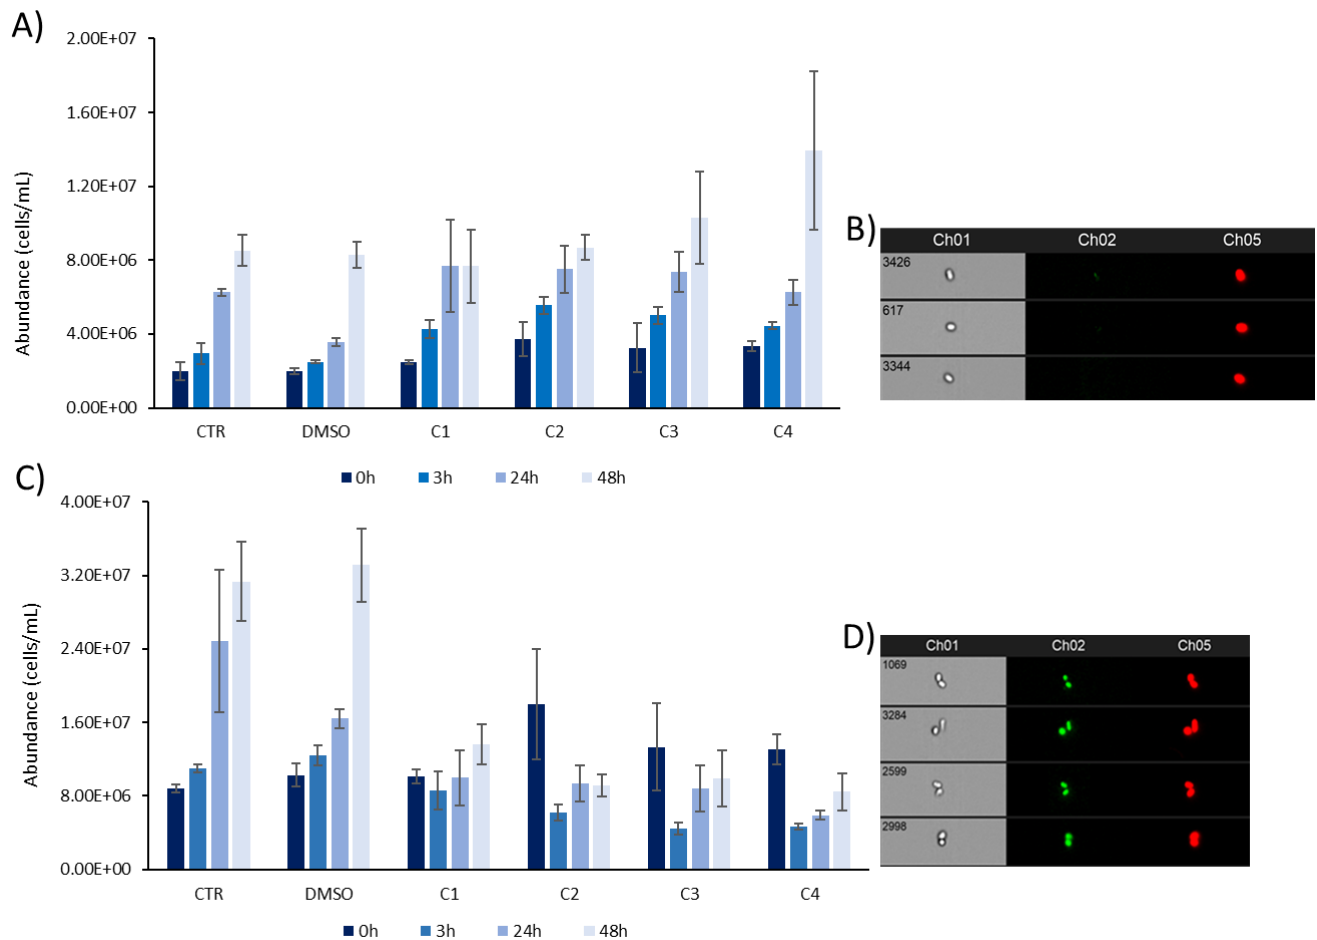 A)
Abundance (cells/mL)
2.00E+07
1.60E+07
1.20E+07
8.00E+06
4.00E+06
0.00E+00
CTR DMSO C1 C2 C3 C4
0h 3h 24h 48h
B)
Ch01 Ch02 Ch05
3426
617
3344
C)
Abundance (cells/mL)
4.00E+07
3.20E+07
2.40E+07
1.60E+07
8.00E+06
0.00E+00
CTR DMSO C1 C2 C3 C4
0h 3h 24h 48h
D)
Ch01 Ch02 Ch05
1069
3284
2599
2998